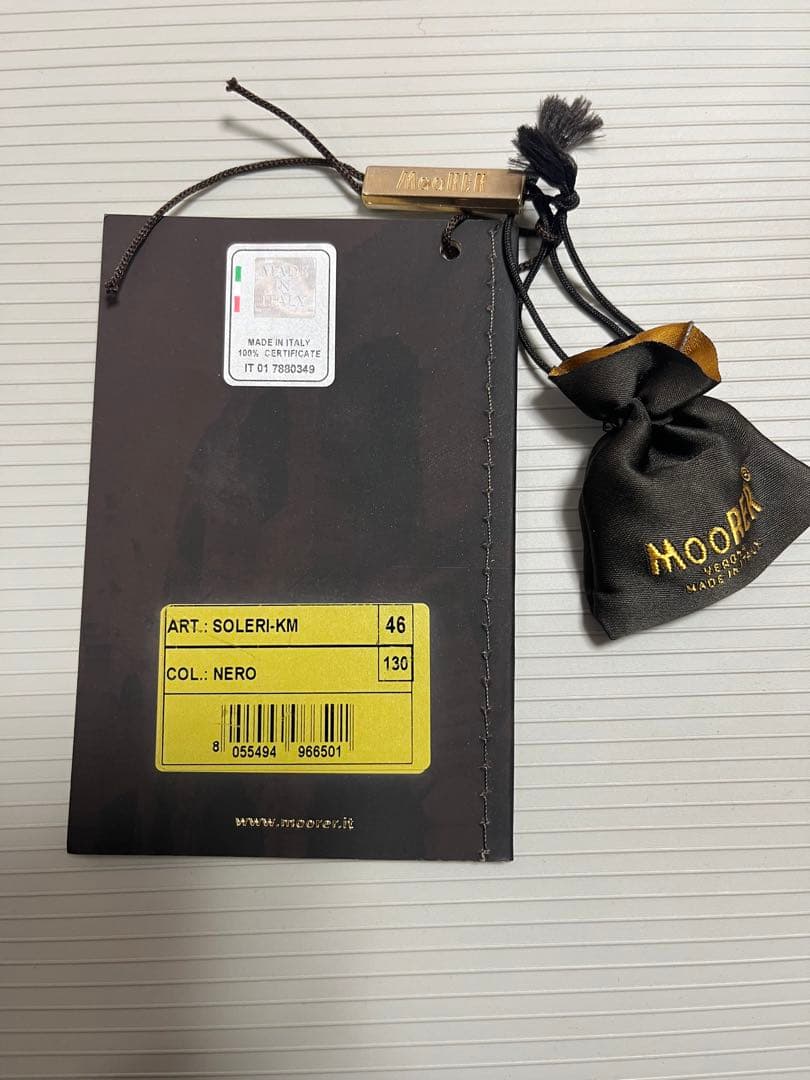 MooRER
MADE
IN
ITALY
MADE IN ITALY
100% CERTIFICATE
IT 01 7880349
MooRER®
VERONA
MADE IN ITALY
ART.: SOLERI-KM 46
COL.: NERO 130
8 055494 966501
www.moorer.it